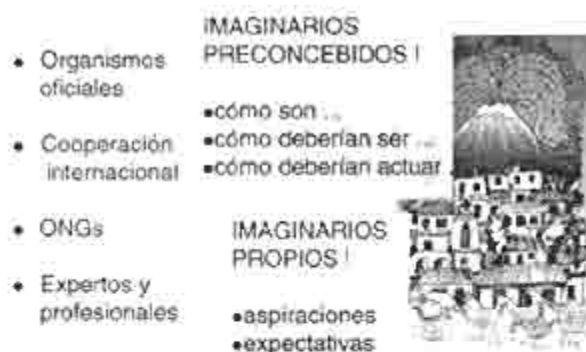 • Organismos
oficiales
• Cooperación
internacional
• ONGs
• Expertos y
profesionales
IMAGINARIOS
PRECONCEBIDOS !
•cómo son ...
•cómo deberían ser ...
•cómo deberían actuar
IMAGINARIOS
PROPIOS !
•aspiraciones
•expectativas